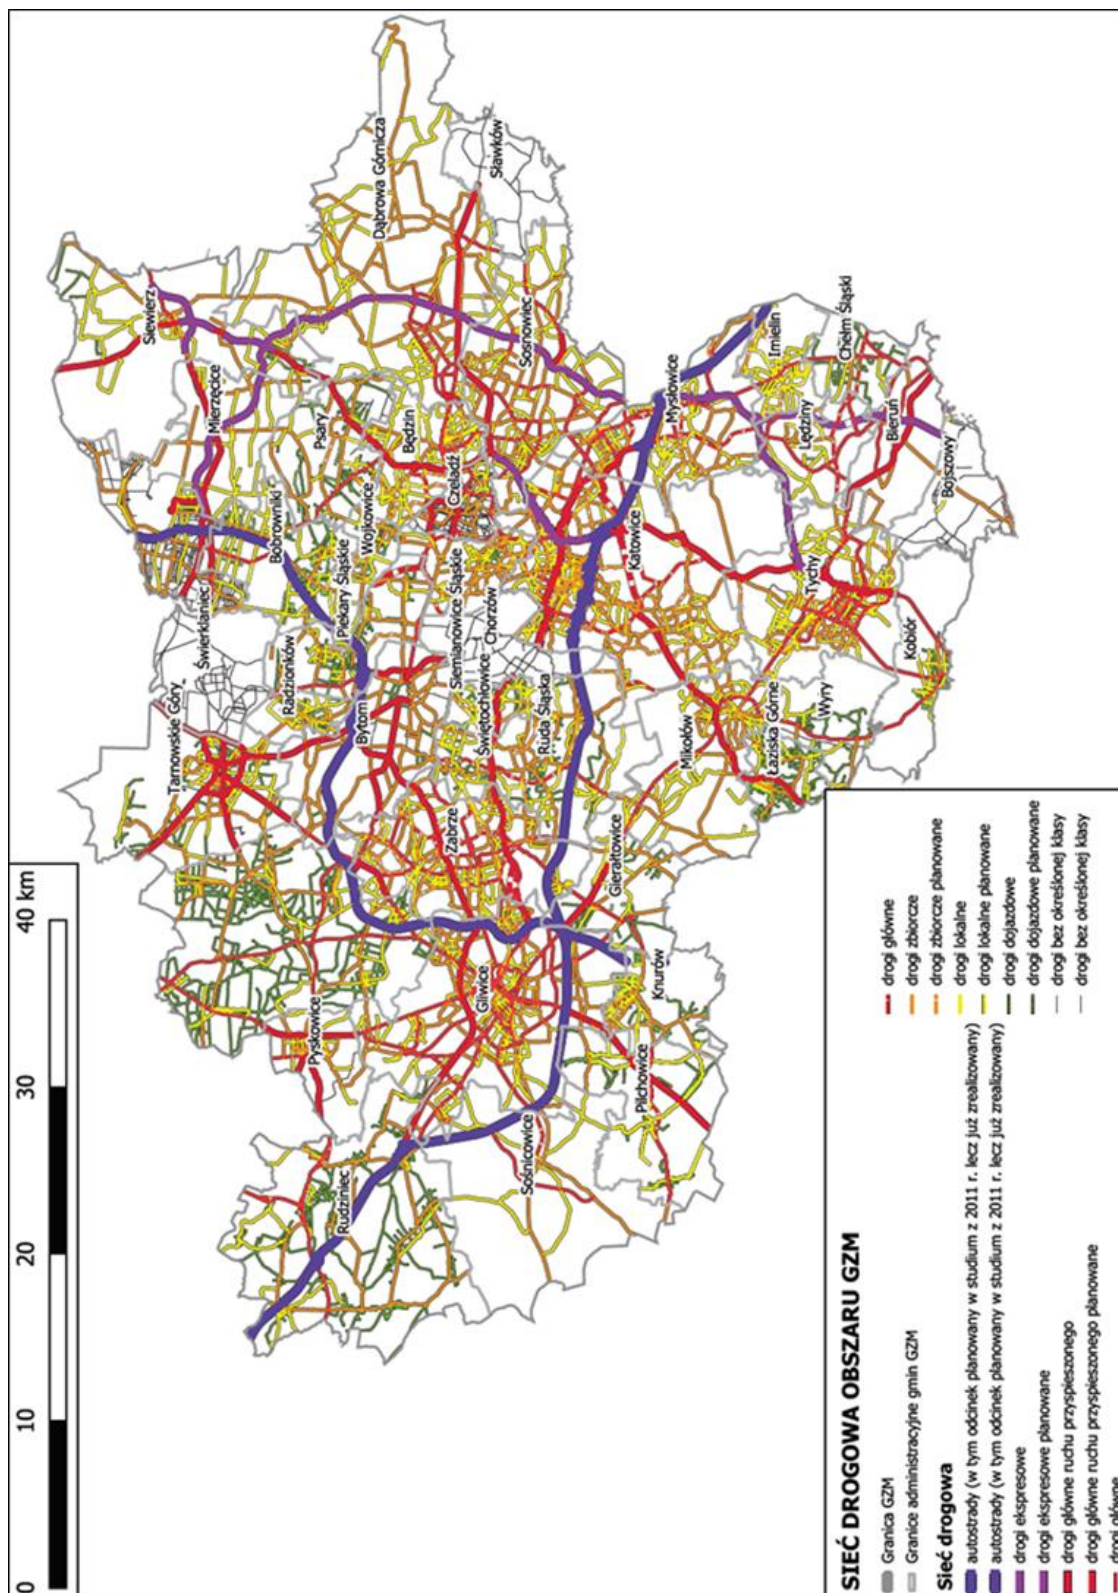 0 10 20 30 40 km
SIEĆ DROGOWA OBSZARU GZM
Granica GZM
Granice administracyjne gmin GZM
Sieć drogowa
autostrady (w tym odcinek planowany w studium z 2011 r. lecz już zrealizowany)
autostrady (w tym odcinek planowany w studium z 2011 r. lecz już zrealizowany)
drogi ekspresowe
drogi ekspresowe planowane
drogi główne ruchu przyspieszonego
drogi główne ruchu przyspieszonego planowane
drogi główne
drogi główne
drogi zbiorcze
drogi zbiorcze planowane
drogi lokalne
drogi lokalne planowane
drogi dojazdowe
drogi dojazdowe planowane
drogi bez określonej klasy
drogi bez określonej klasy
Siewierz
Mierzęcice
Tarnowskie Góry
Świerklaniec
Bobrowniki
Psary
Dąbrowa Górnicza
Radzionków
Piekary Śląskie
Wojkowice
Będzin
Pyskowice
Rudziniec
Bytom
Czeladź
Siemianowice Śląskie
Sławków
Zabrze
Świętochłowice
Chorzów
Sosnowiec
Gliwice
Ruda Śląska
Sośnicowice
Gierałtowice
Katowice
Mysłowice
Knurów
Pilchowice
Mikołów
Imielin
Lędziny
Tychy
Łaziska Górne
Wyry
Chełm Śląski
Bieruń
Kobiór
Bojszowy